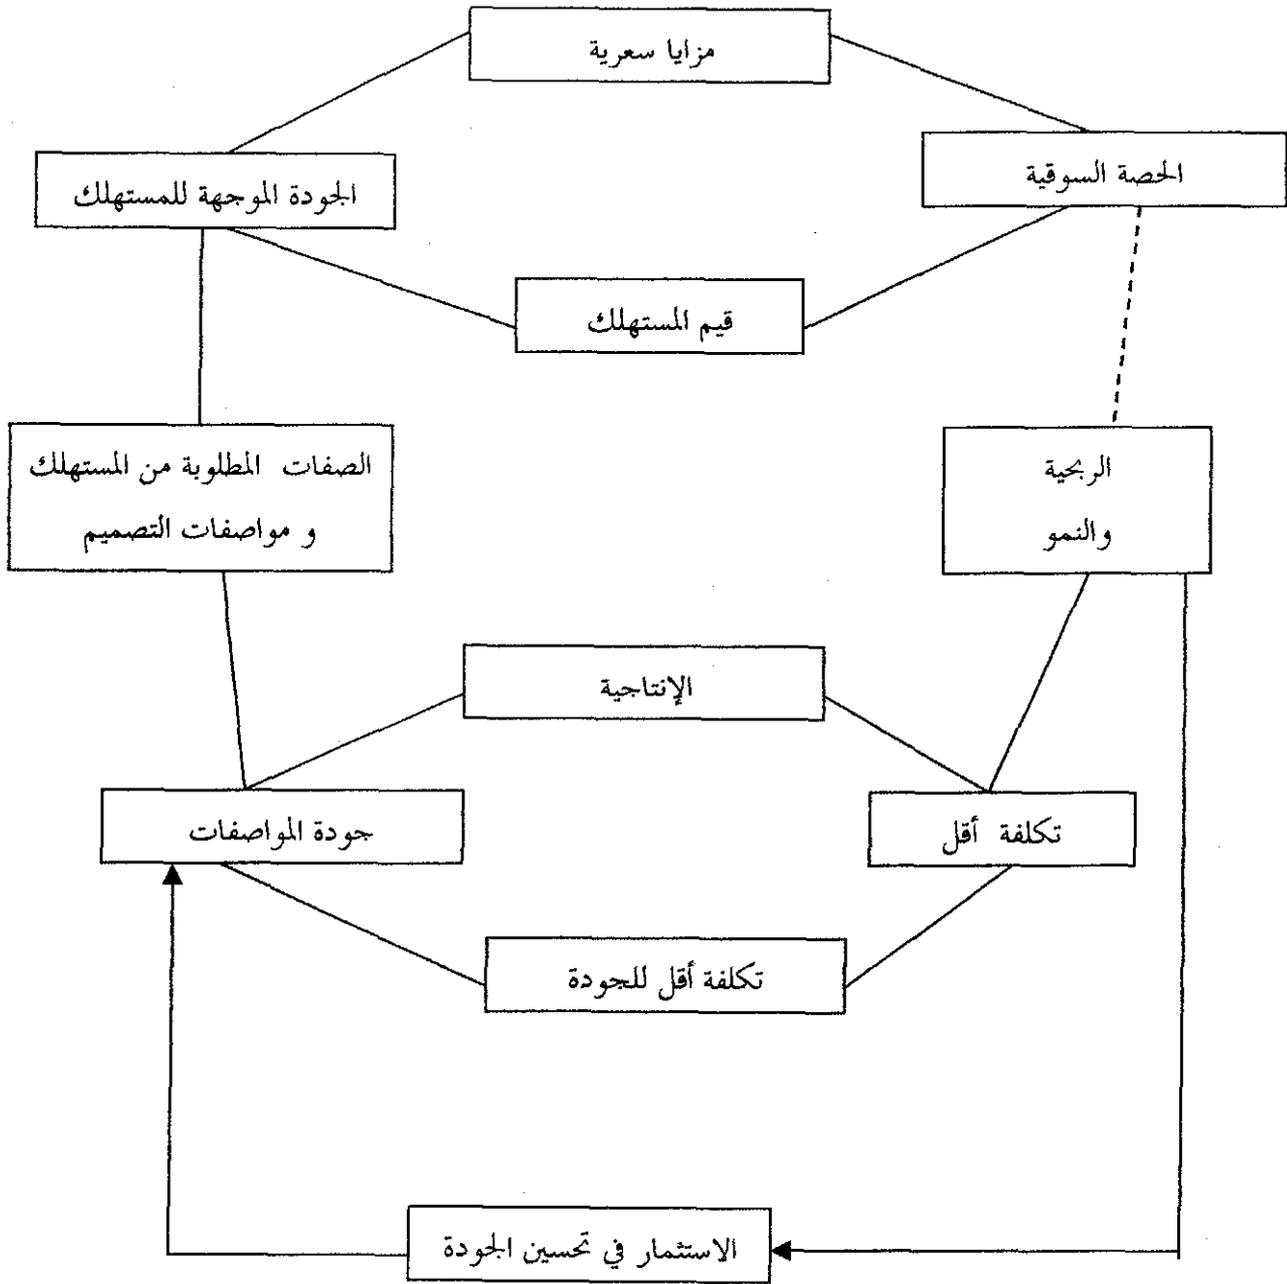 مزايا سعرية
الحصة السوقية
الجودة الموجهة للمستهلك
قيم المستهلك
الربحية
والنمو
الصفات المطلوبة من المستهلك
و مواصفات التصميم
الإنتاجية
تكلفة أقل
جودة المواصفات
تكلفة أقل للجودة
الاستثمار في تحسين الجودة